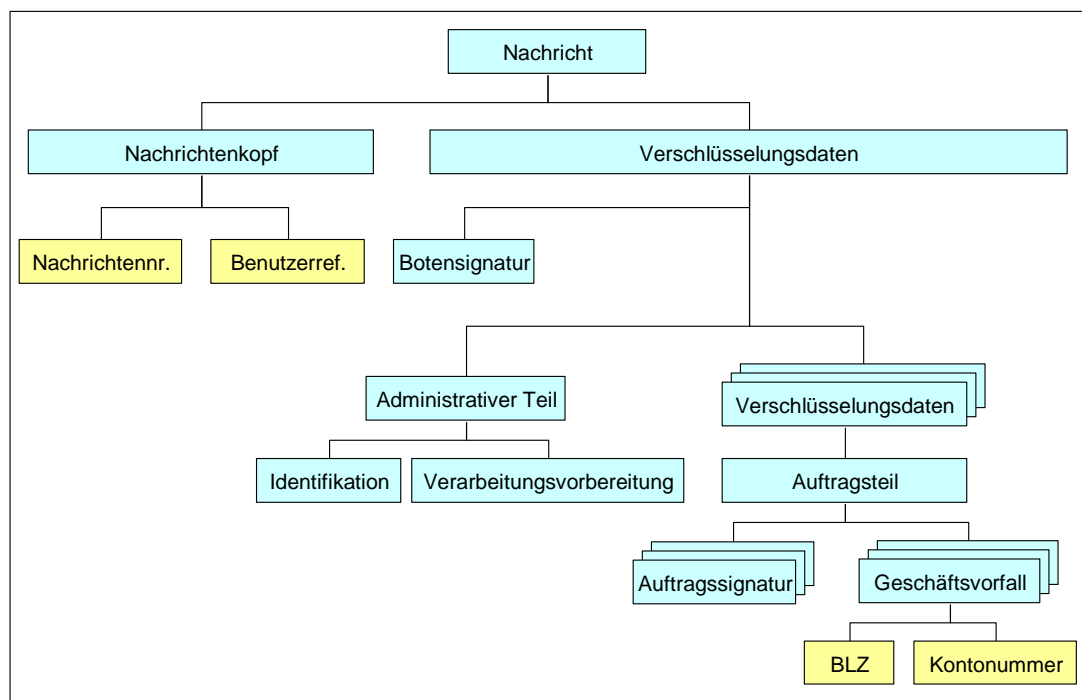 Nachricht
Nachrichtenkopf
Verschlüsselungsdaten
Nachrichtennr.
Benutzerref.
Botensignatur
Administrativer Teil
Verschlüsselungsdaten
Identifikation
Verarbeitungsvorbereitung
Auftragsteil
Auftragssignatur
Geschäftsvorfall
BLZ
Kontonummer